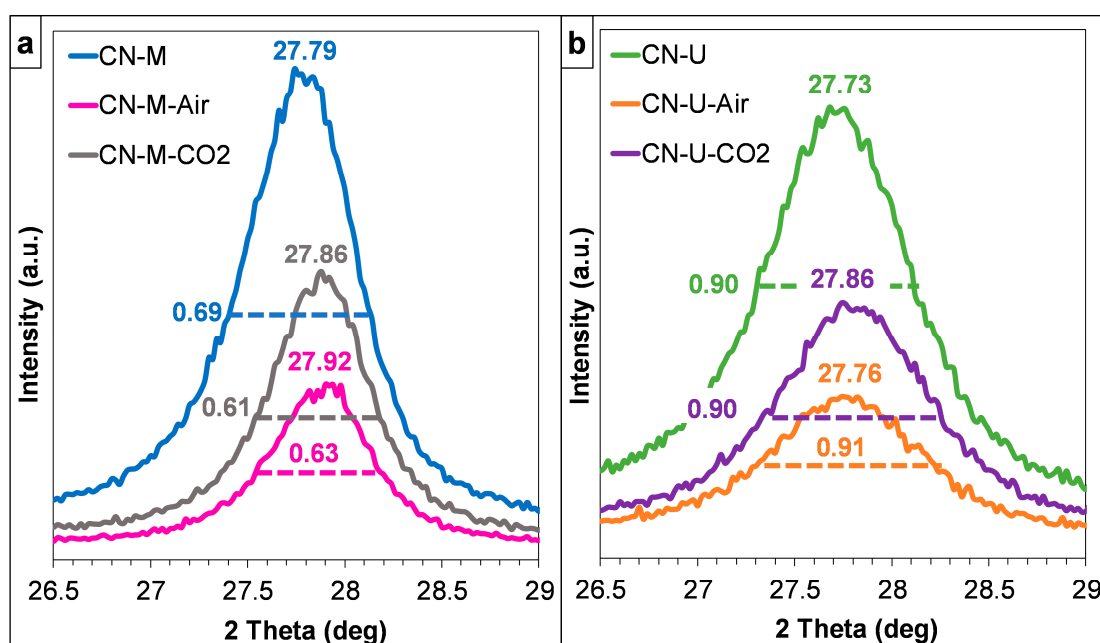 a
CN-M
CN-M-Air
CN-M-CO2
27.79
27.86
0.69
27.92
0.61
0.63
Intensity (a.u.)
26.5 27 27.5 28 28.5 29
2 Theta (deg)
b
CN-U
CN-U-Air
CN-U-CO2
27.73
0.90
27.86
27.76
0.90
0.91
Intensity (a.u.)
26.5 27 27.5 28 28.5 29
2 Theta (deg)